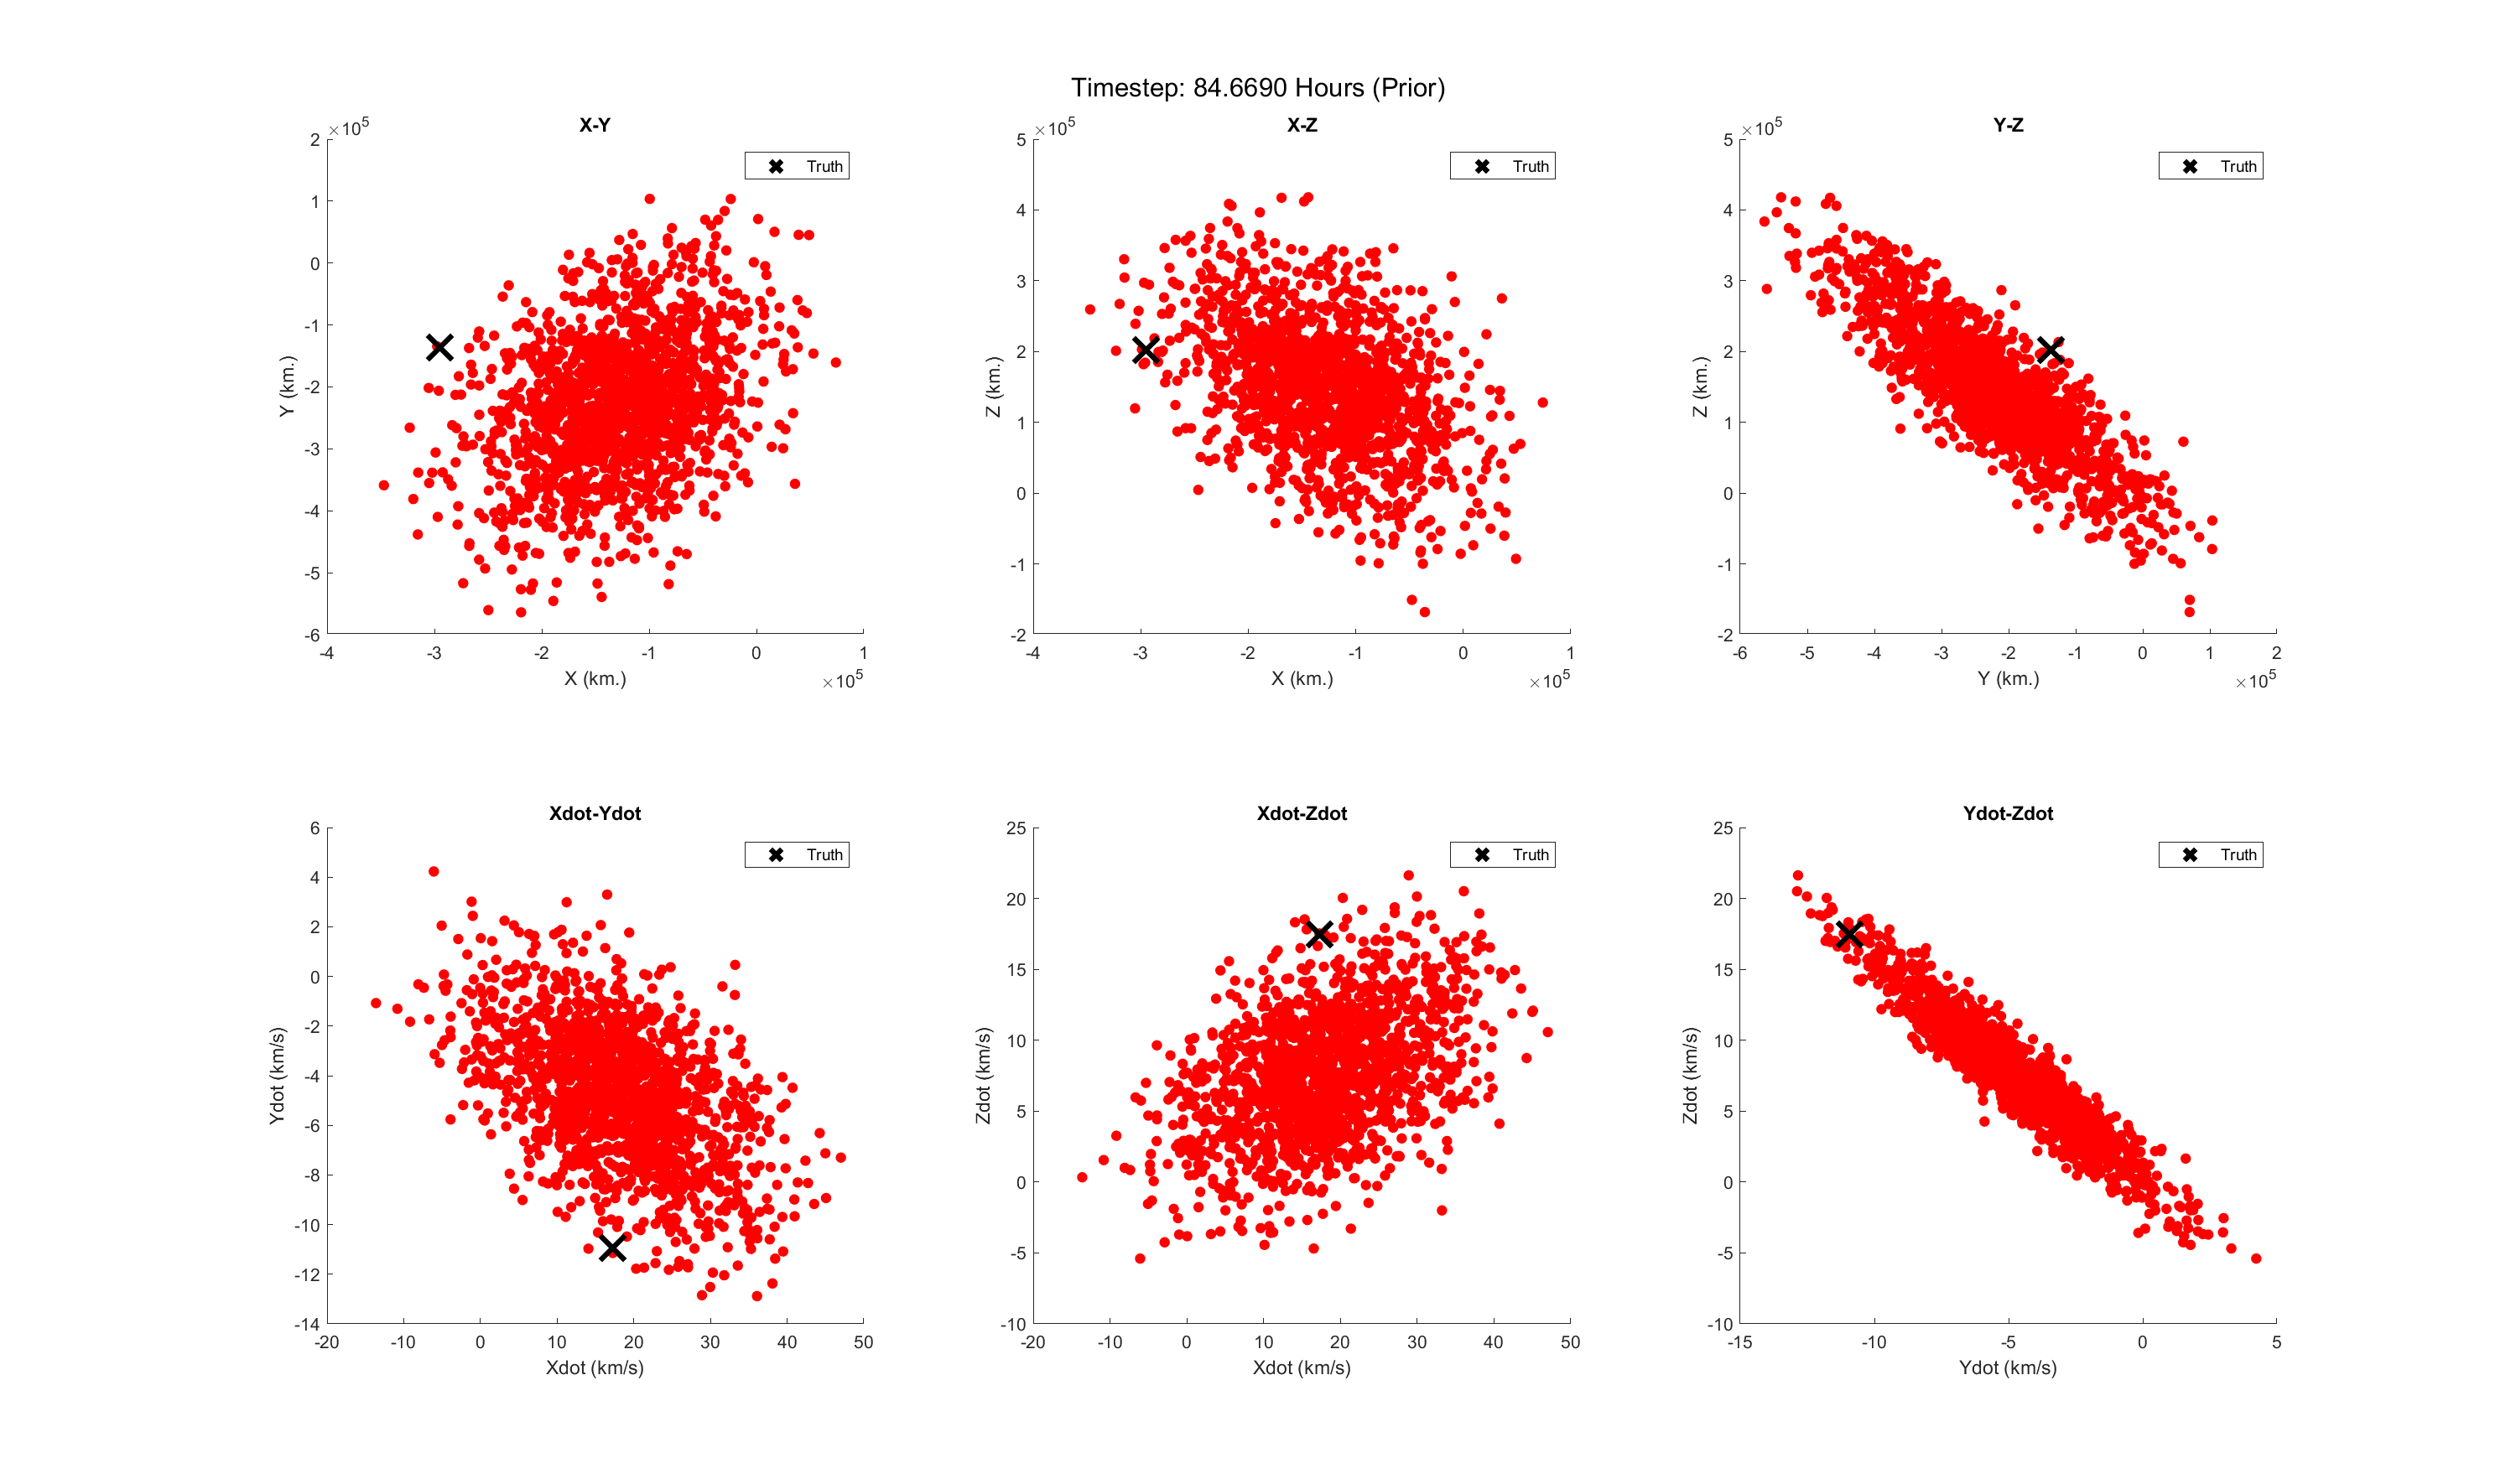 Timestep: 84.6690 Hours (Prior)
X-Y
×10^5
Truth
2
1
0
-1
-2
-3
-4
-5
-6
Y (km.)
-4 -3 -2 -1 0 1
X (km.)
×10^5
X-Z
×10^5
Truth
5
4
3
2
1
0
-1
-2
Z (km.)
-4 -3 -2 -1 0 1
X (km.)
×10^5
Y-Z
×10^5
Truth
5
4
3
2
1
0
-1
-2
Z (km.)
-6 -5 -4 -3 -2 -1 0 1 2
Y (km.)
×10^5
Xdot-Ydot
Truth
6
4
2
0
-2
-4
-6
-8
-10
-12
-14
Ydot (km/s)
-20 -10 0 10 20 30 40 50
Xdot (km/s)
Xdot-Zdot
Truth
25
20
15
10
5
0
-5
-10
Zdot (km/s)
-20 -10 0 10 20 30 40 50
Xdot (km/s)
Ydot-Zdot
Truth
25
20
15
10
5
0
-5
-10
Zdot (km/s)
-15 -10 -5 0 5
Ydot (km/s)